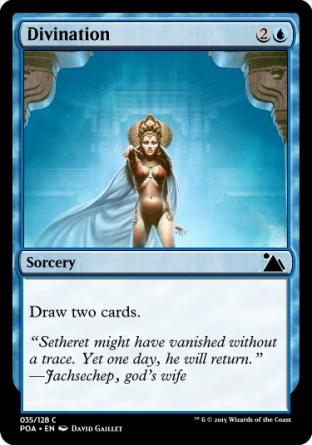 Divination 2
Sorcery
Draw two cards.
“Setheret might have vanished without
a trace. Yet one day, he will return.”
—Jachsechep, god’s wife
035/128 C
POA • EN DAVID GAILLET
™ & © 2015 Wizards of the Coast